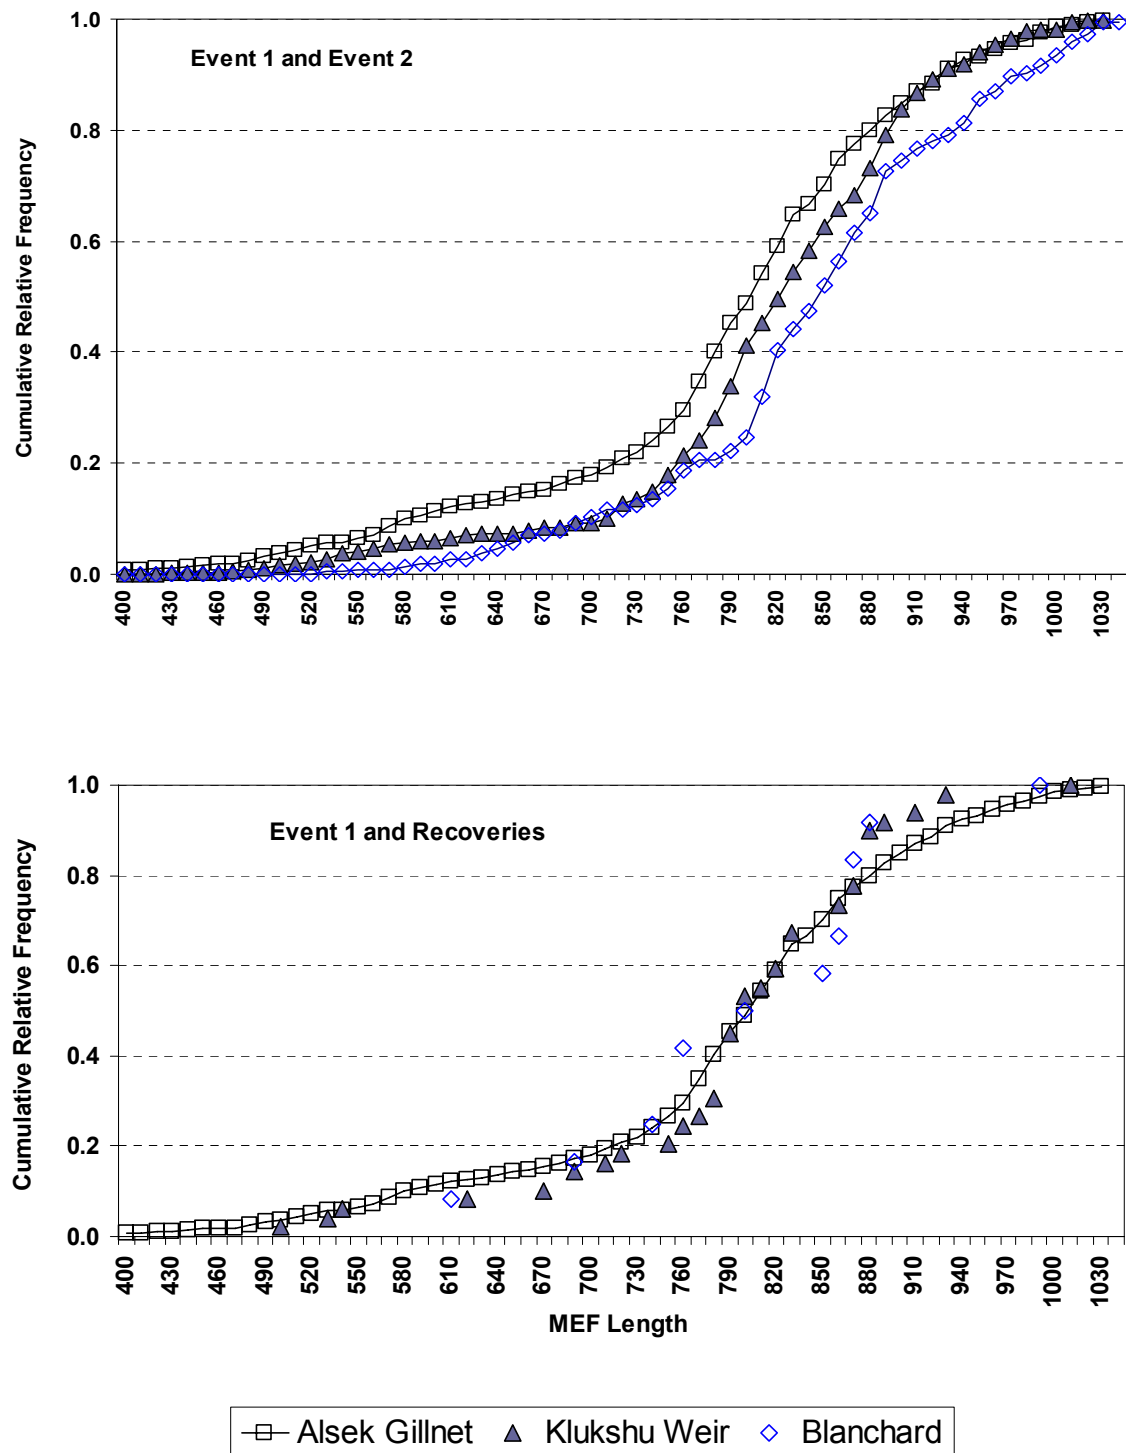 Event 1 and Event 2
Cumulative Relative Frequency
1.0
0.8
0.6
0.4
0.2
0.0
400 430 460 490 520 550 580 610 640 670 700 730 760 790 820 850 880 910 940 970 1000 1030
Event 1 and Recoveries
Cumulative Relative Frequency
1.0
0.8
0.6
0.4
0.2
0.0
400 430 460 490 520 550 580 610 640 670 700 730 760 790 820 850 880 910 940 970 1000 1030
MEF Length
Alsek Gillnet Klukshu Weir Blanchard